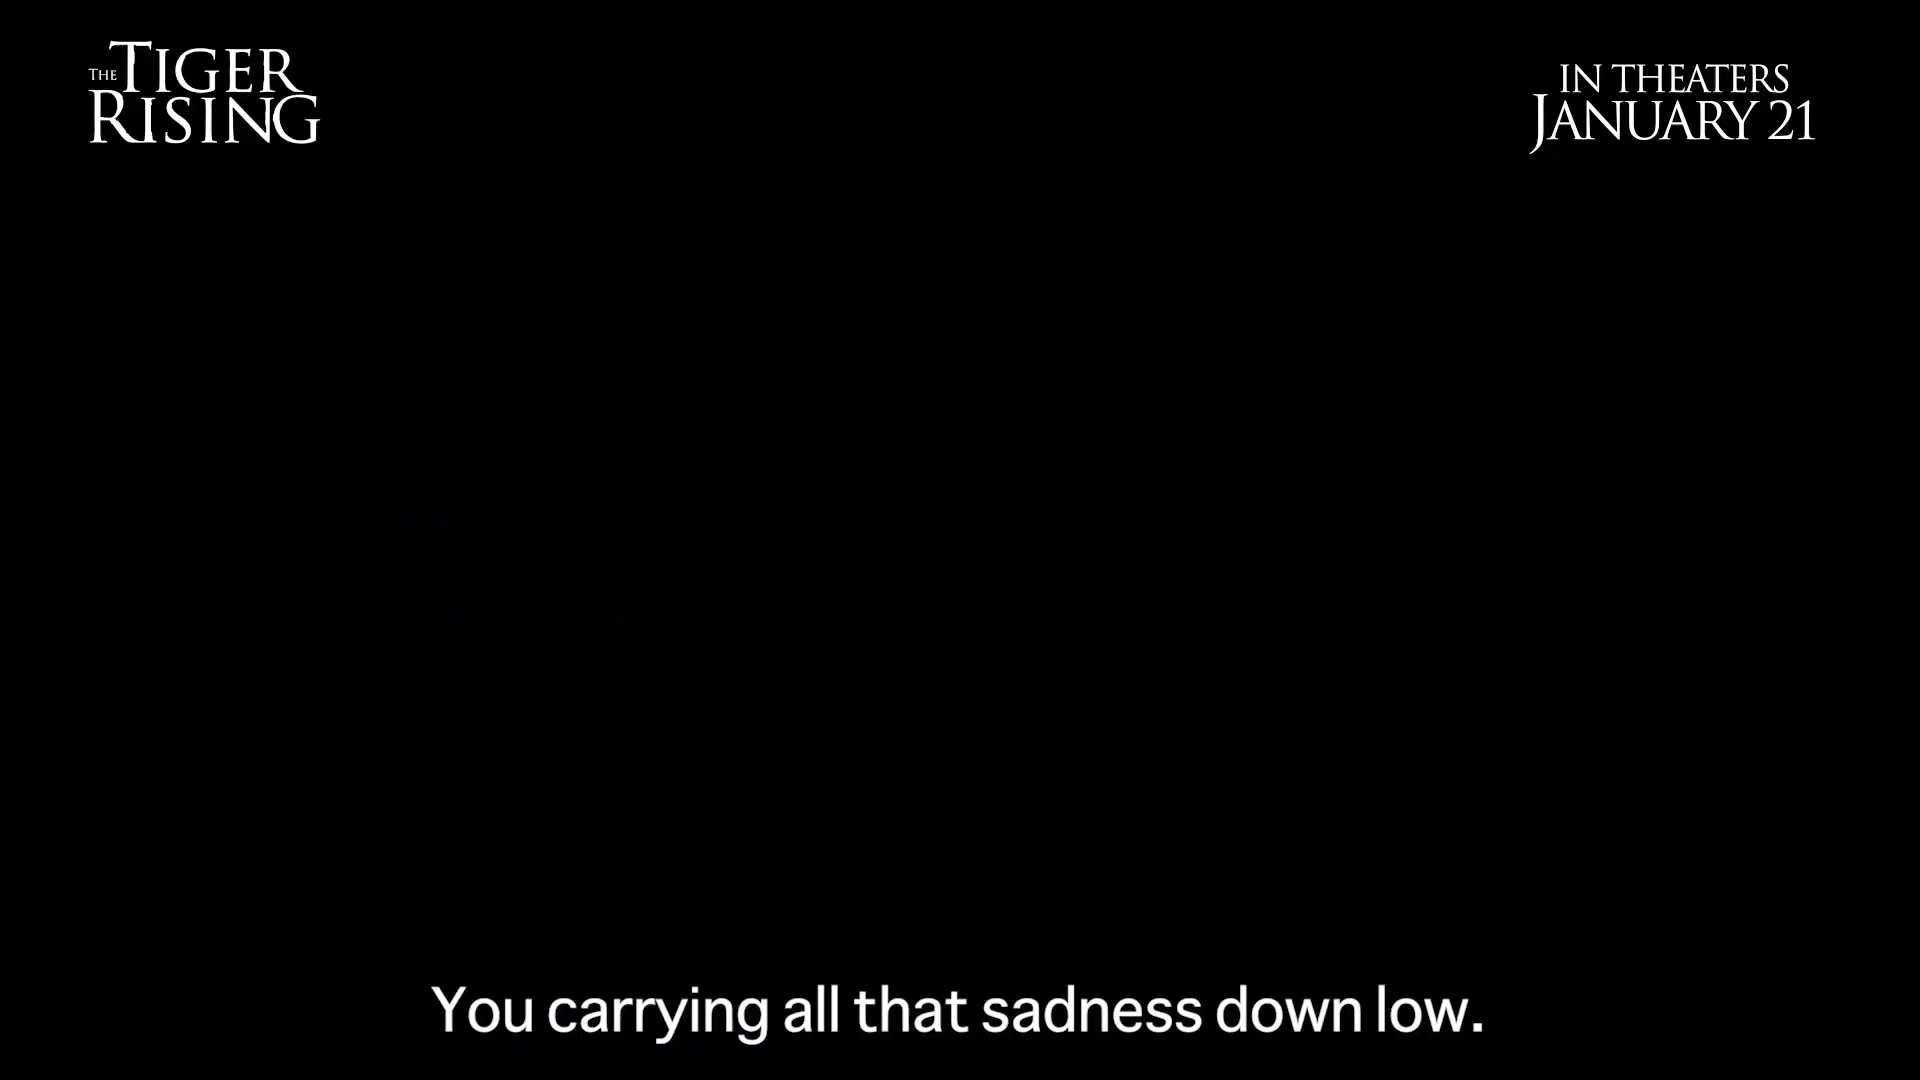 THE TIGER
RISING
IN THEATERS
JANUARY 21
You carrying all that sadness down low.